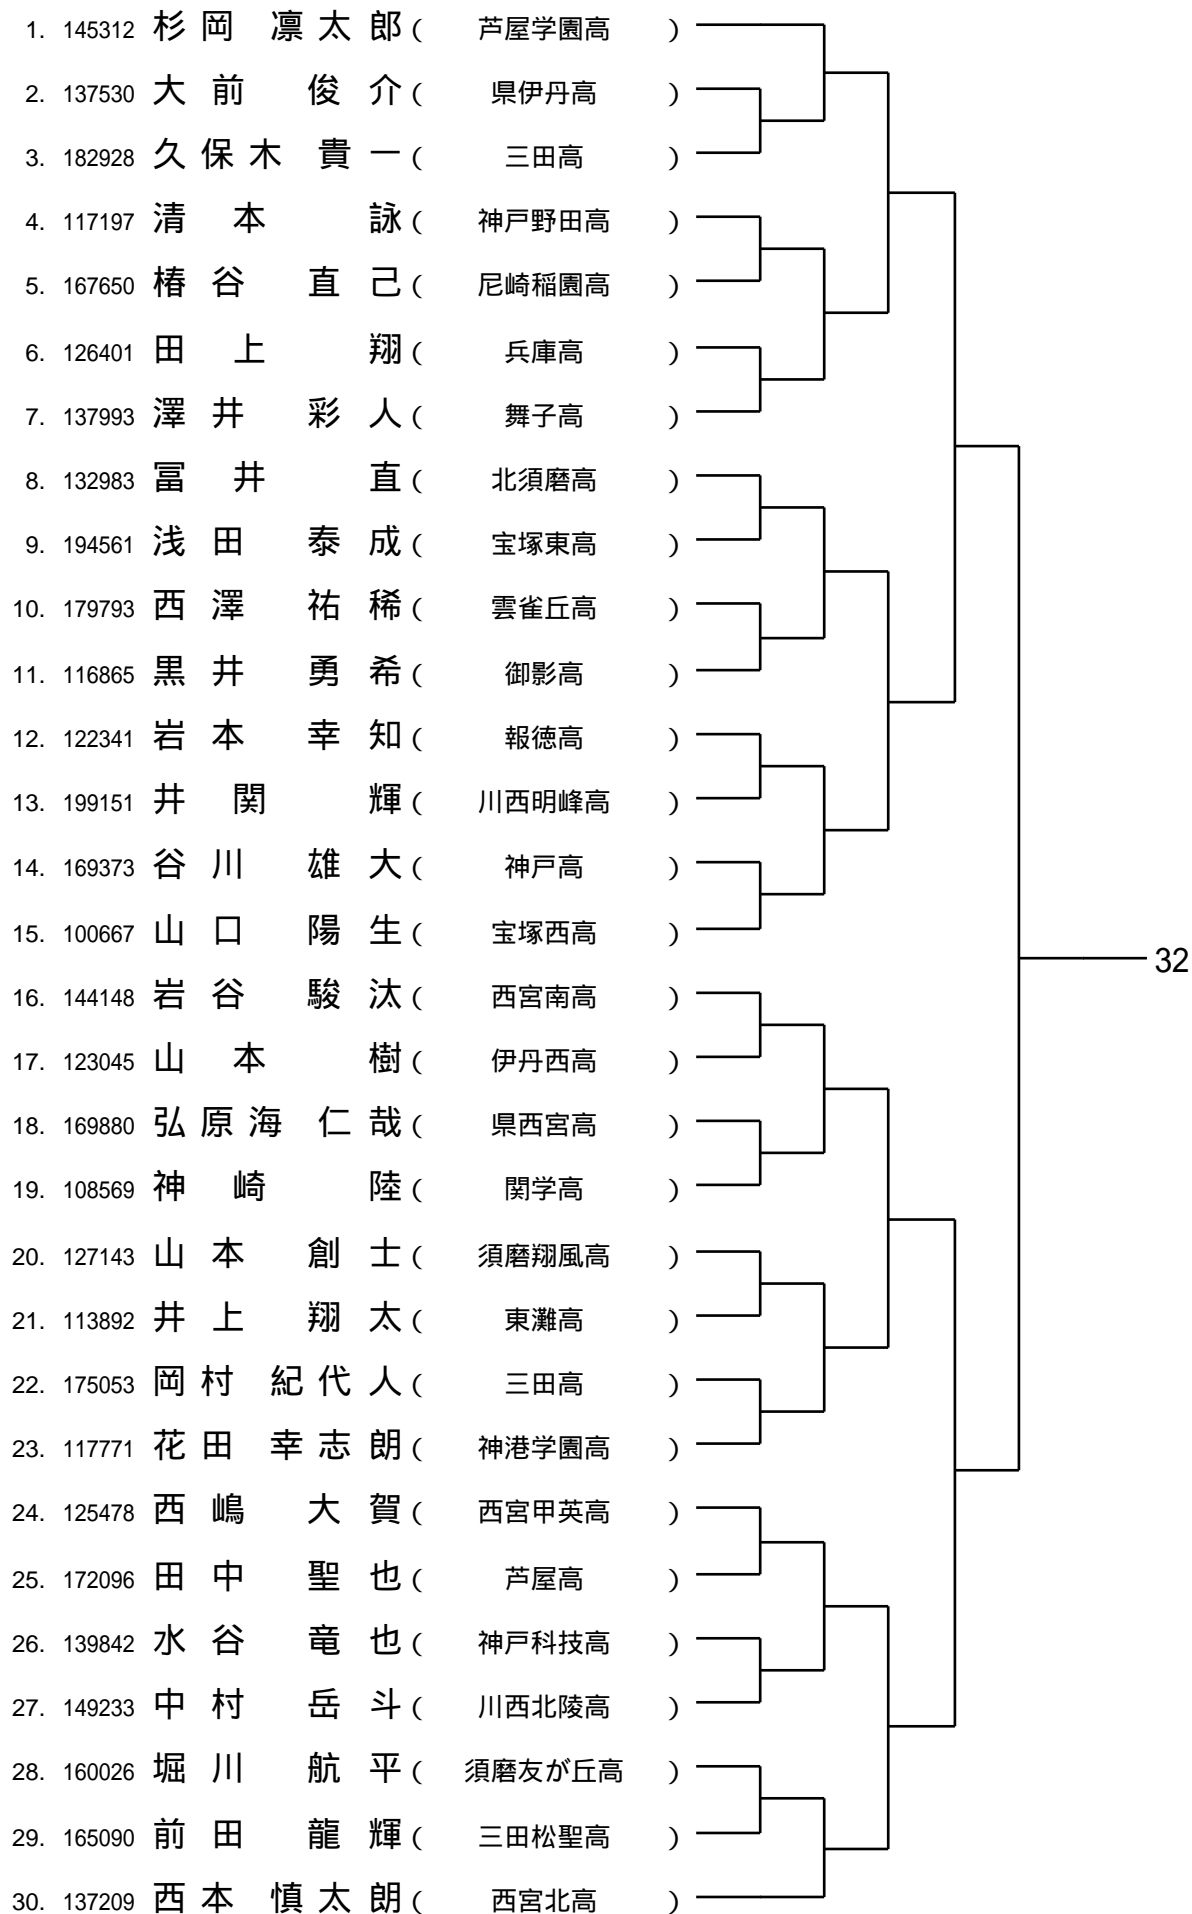 1. 145312 杉岡 凛太郎 ( 芦屋学園高 )
2. 137530 大前 俊介 ( 県伊丹高 )
3. 182928 久保木 貴一 ( 三田高 )
4. 117197 清本 詠 ( 神戸野田高 )
5. 167650 椿谷 直己 ( 尼崎稲園高 )
6. 126401 田上 翔 ( 兵庫高 )
7. 137993 澤井 彩人 ( 舞子高 )
8. 132983 冨井 直 ( 北須磨高 )
9. 194561 浅田 泰成 ( 宝塚東高 )
10. 179793 西澤 祐稀 ( 雲雀丘高 )
11. 116865 黒井 勇希 ( 御影高 )
12. 122341 岩本 幸知 ( 報徳高 )
13. 199151 井関 輝 ( 川西明峰高 )
14. 169373 谷川 雄大 ( 神戸高 )
15. 100667 山口 陽生 ( 宝塚西高 )
32
16. 144148 岩谷 駿汰 ( 西宮南高 )
17. 123045 山本 樹 ( 伊丹西高 )
18. 169880 弘原海 仁哉 ( 県西宮高 )
19. 108569 神崎 陸 ( 関学高 )
20. 127143 山本 創士 ( 須磨翔風高 )
21. 113892 井上 翔太 ( 東灘高 )
22. 175053 岡村 紀代人 ( 三田高 )
23. 117771 花田 幸志朗 ( 神港学園高 )
24. 125478 西嶋 大賀 ( 西宮甲英高 )
25. 172096 田中 聖也 ( 芦屋高 )
26. 139842 水谷 竜也 ( 神戸科技高 )
27. 149233 中村 岳斗 ( 川西北陵高 )
28. 160026 堀川 航平 ( 須磨友が丘高 )
29. 165090 前田 龍輝 ( 三田松聖高 )
30. 137209 西本 慎太朗 ( 西宮北高 )